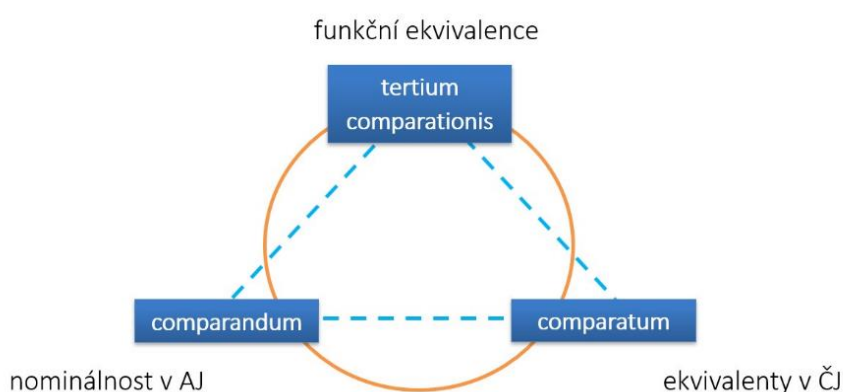 funkční ekvivalence
tertium
comparationis
comparandum
comparatum
nominálnost v AJ
ekvivalenty v ČJ